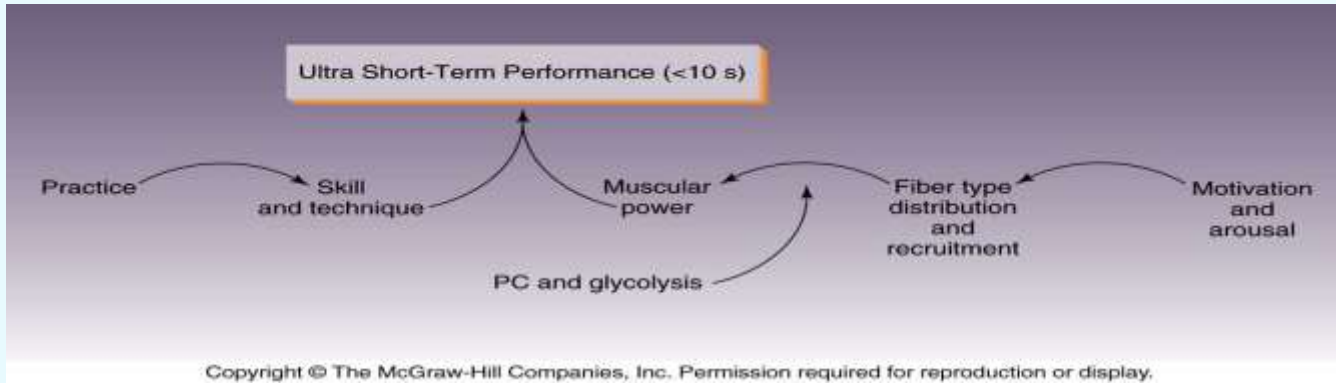 Ultra Short-Term Performance (<10 s)
Practice
Skill
and technique
Muscular
power
Fiber type
distribution
and
recruitment
Motivation
and
arousal
PC and glycolysis
Copyright © The McGraw-Hill Companies, Inc. Permission required for reproduction or display.